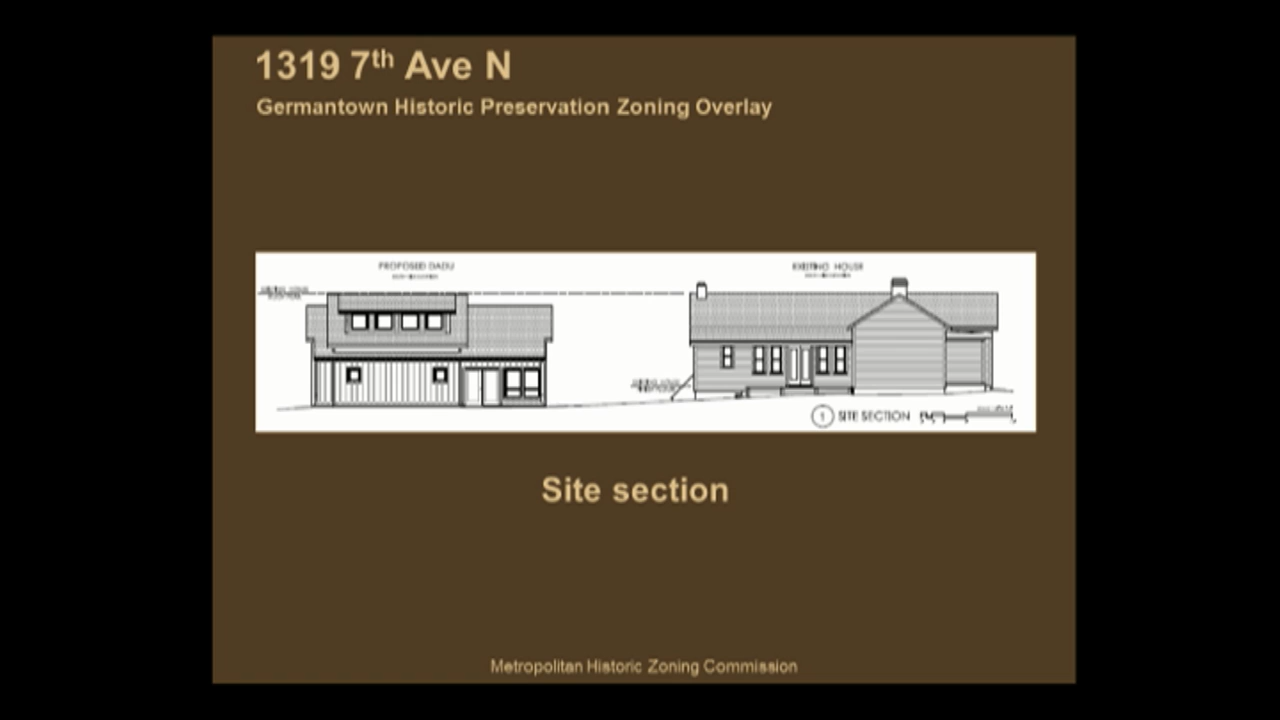 1319 7th Ave N
Germantown Historic Preservation Zoning Overlay
PROPOSED DADU
EXISTING HOUSE
1 SITE SECTION
Site section
Metropolitan Historic Zoning Commission